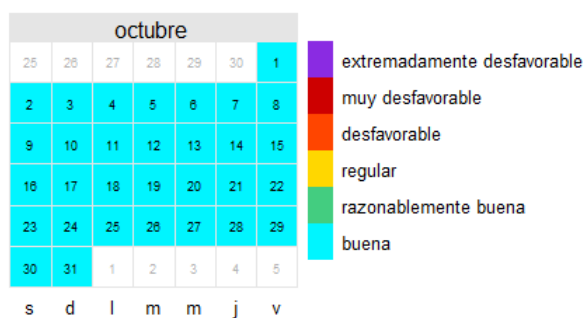 octubre
25 26 27 28 29 30 1
2 3 4 5 6 7 8
9 10 11 12 13 14 15
16 17 18 19 20 21 22
23 24 25 26 27 28 29
30 31 1 2 3 4 5
s d l m m j v
extremadamente desfavorable
muy desfavorable
desfavorable
regular
razonablemente buena
buena